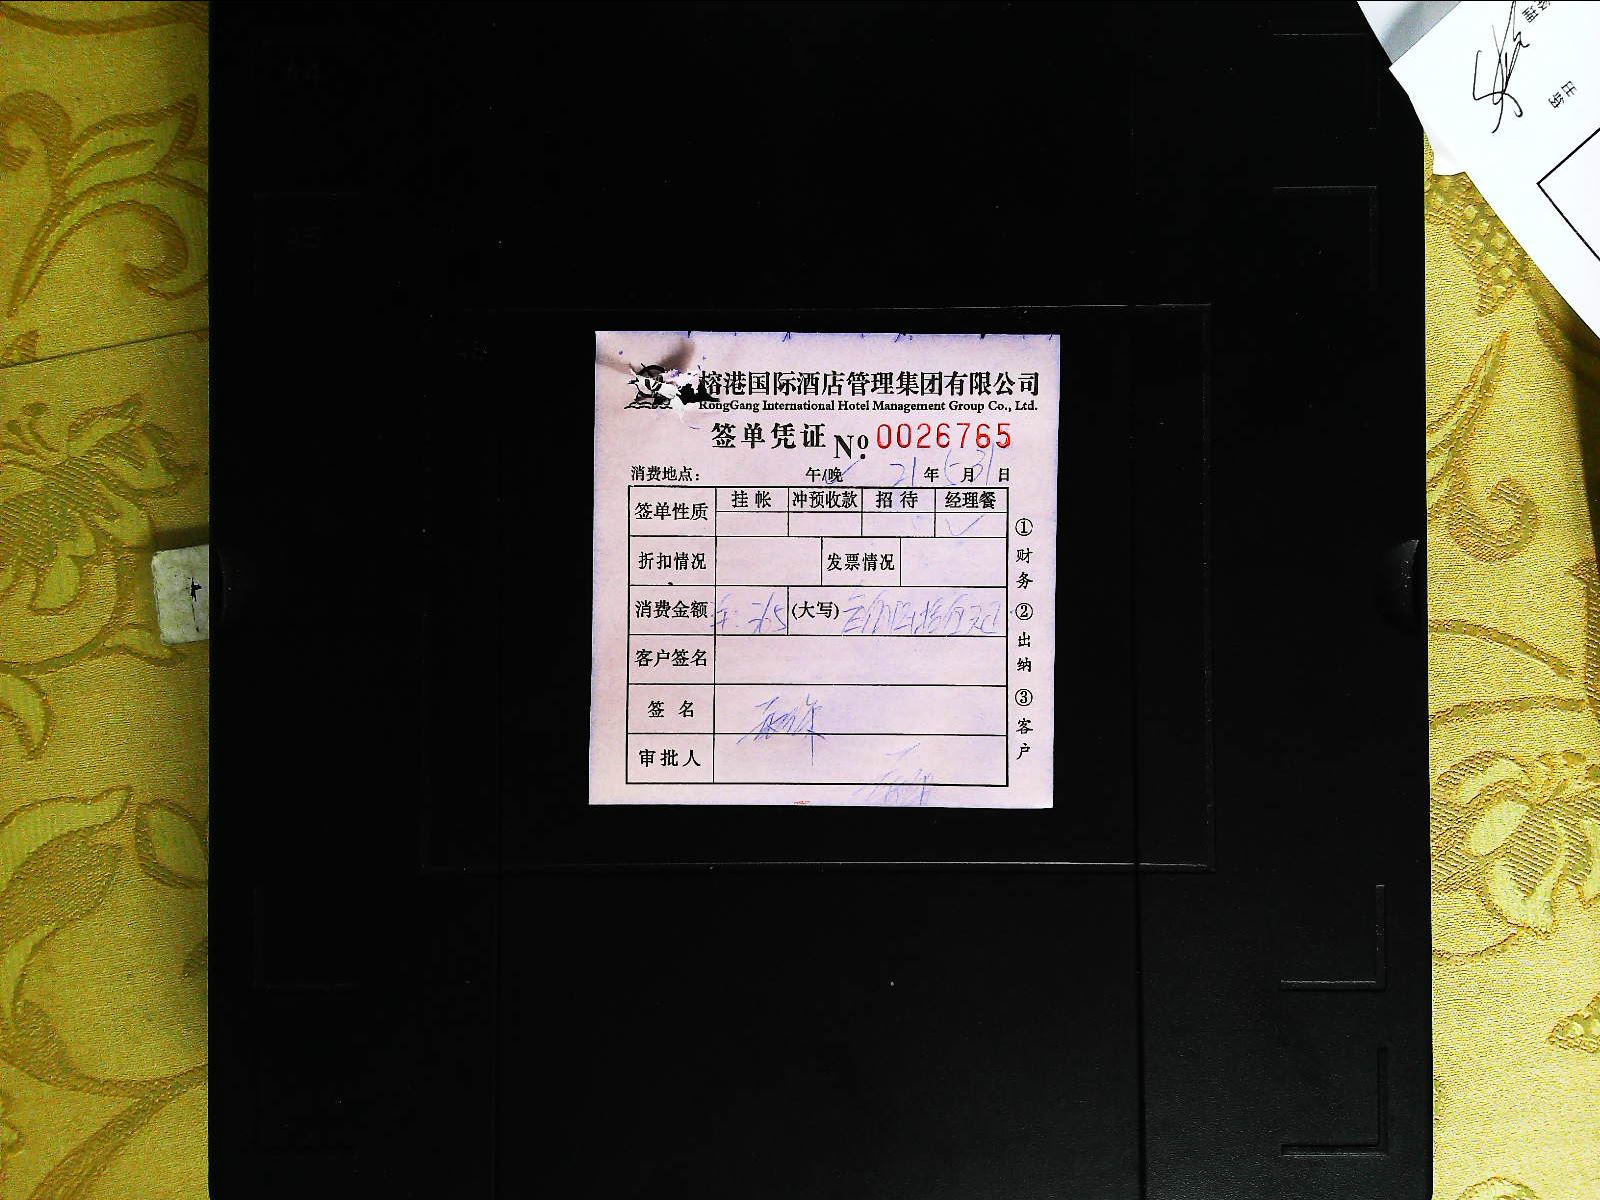 榕港国际酒店管理集团有限公司
RongGang International Hotel Management Group Co., Ltd.
签单凭证 No. 0026765
消费地点： 午/晚 21 年 5 月 31 日
签单性质 挂帐 冲预收款 招待 经理餐
折扣情况 发票情况
消费金额 (大写)
客户签名
签名
审批人
①财务 ②出纳 ③客户